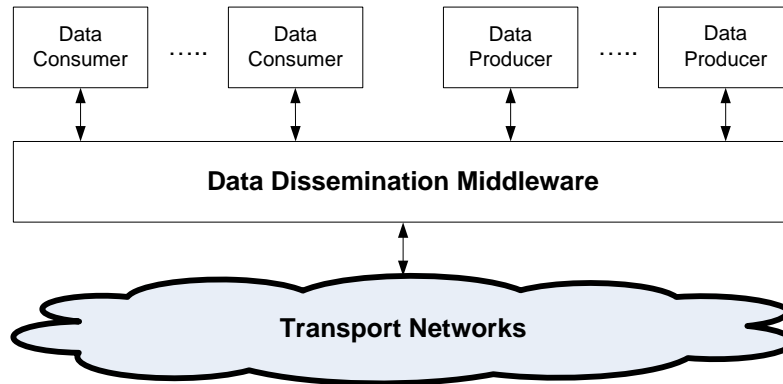 Data
Consumer
.....
Data
Consumer
Data
Producer
.....
Data
Producer
Data Dissemination Middleware
Transport Networks